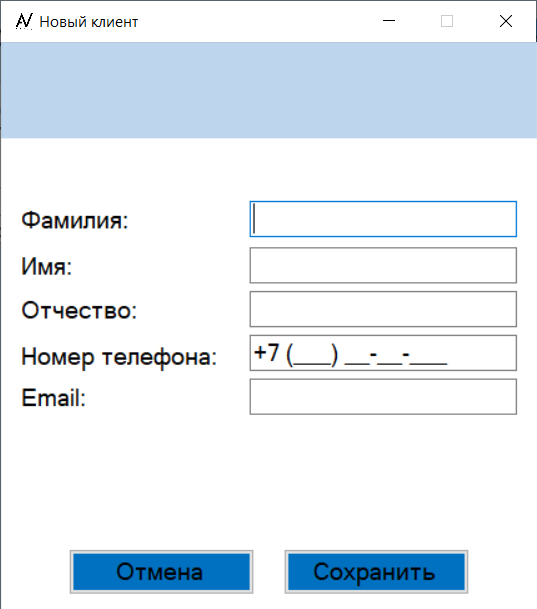 Новый клиент
Фамилия:
Имя:
Отчество:
Номер телефона: +7 (___) __-__-___
Email:
Отмена Сохранить